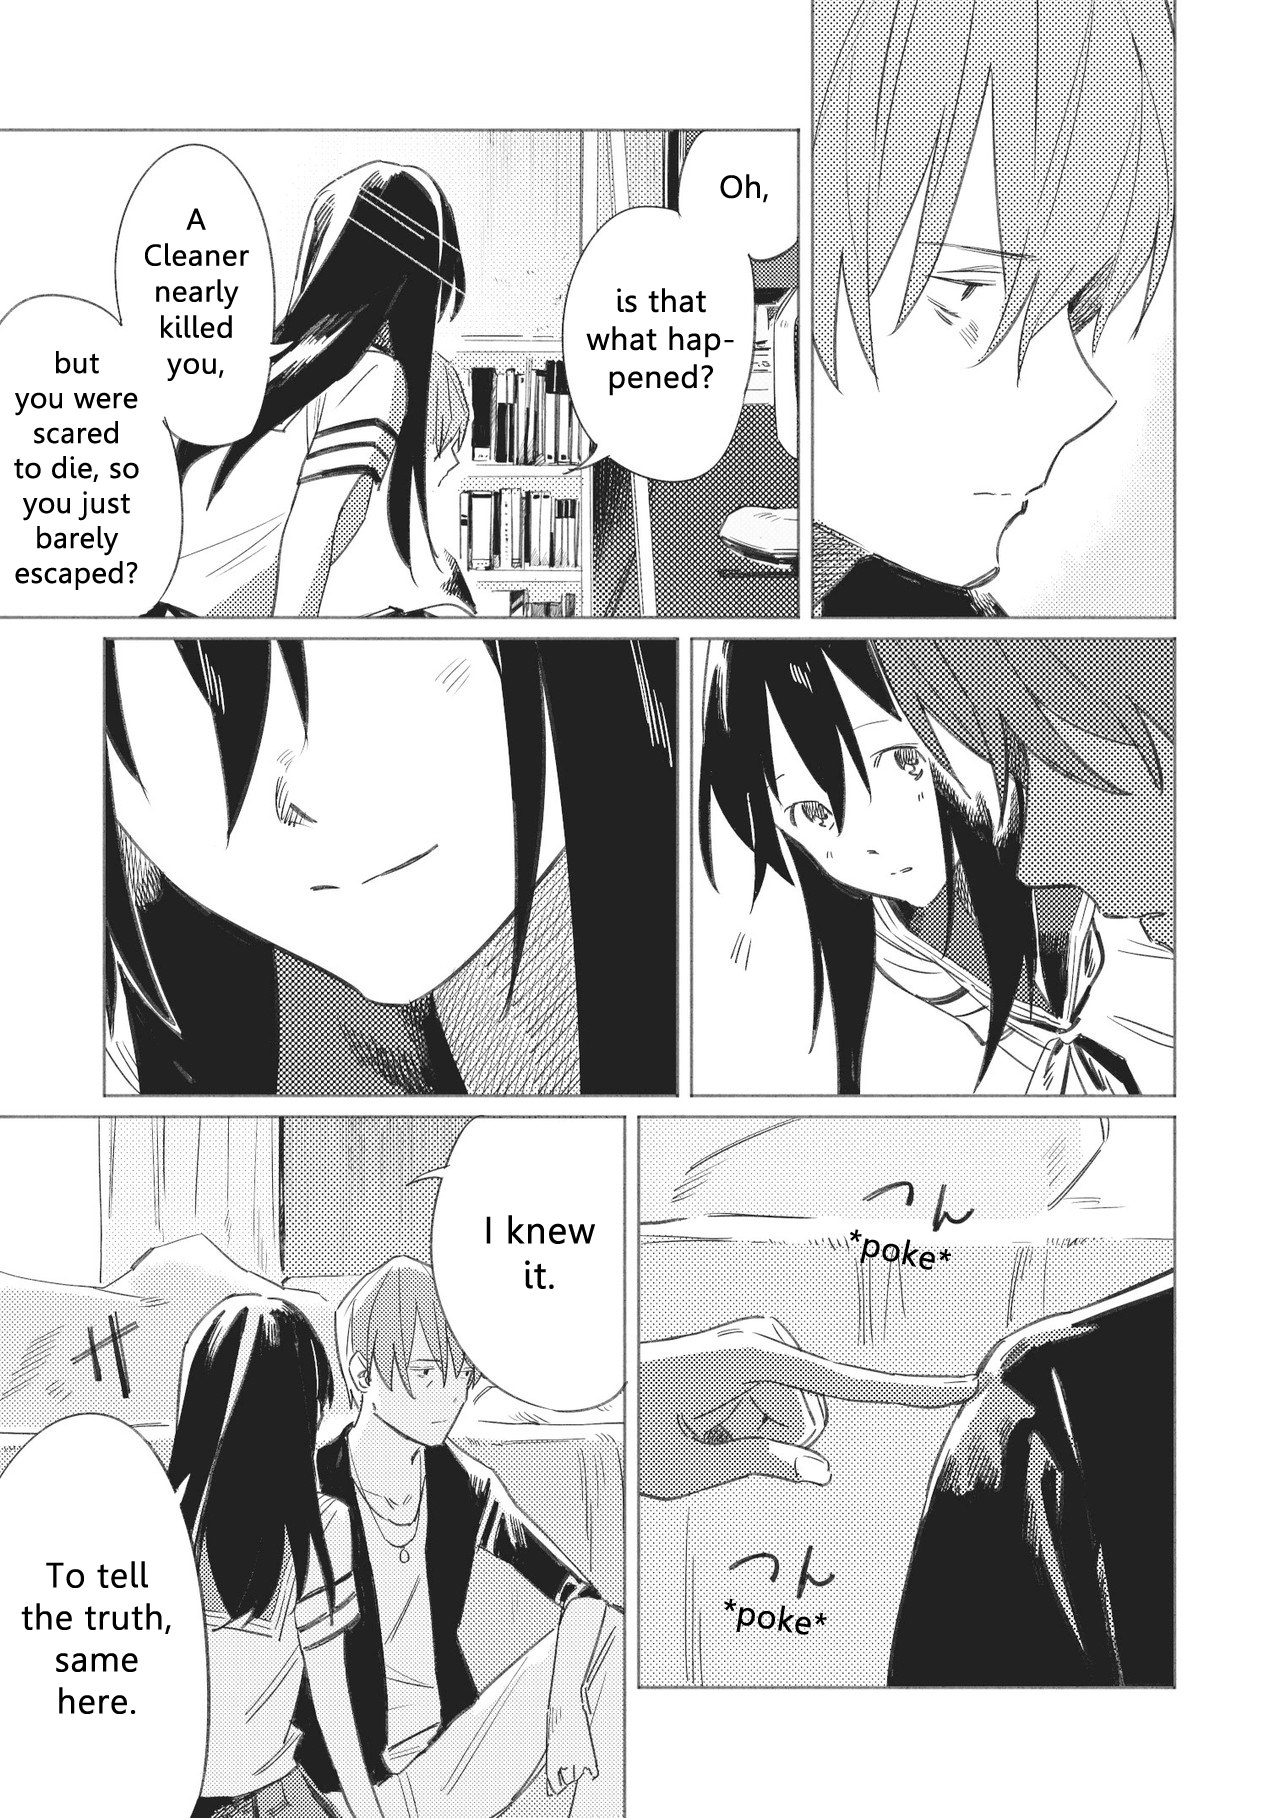 Oh,
is that
what hap-
pened?
A
Cleaner
nearly
killed
you,
but
you were
scared
to die, so
you just
barely
escaped?
つん
*poke*
つん
*poke*
I knew
it.
To tell
the truth,
same
here.